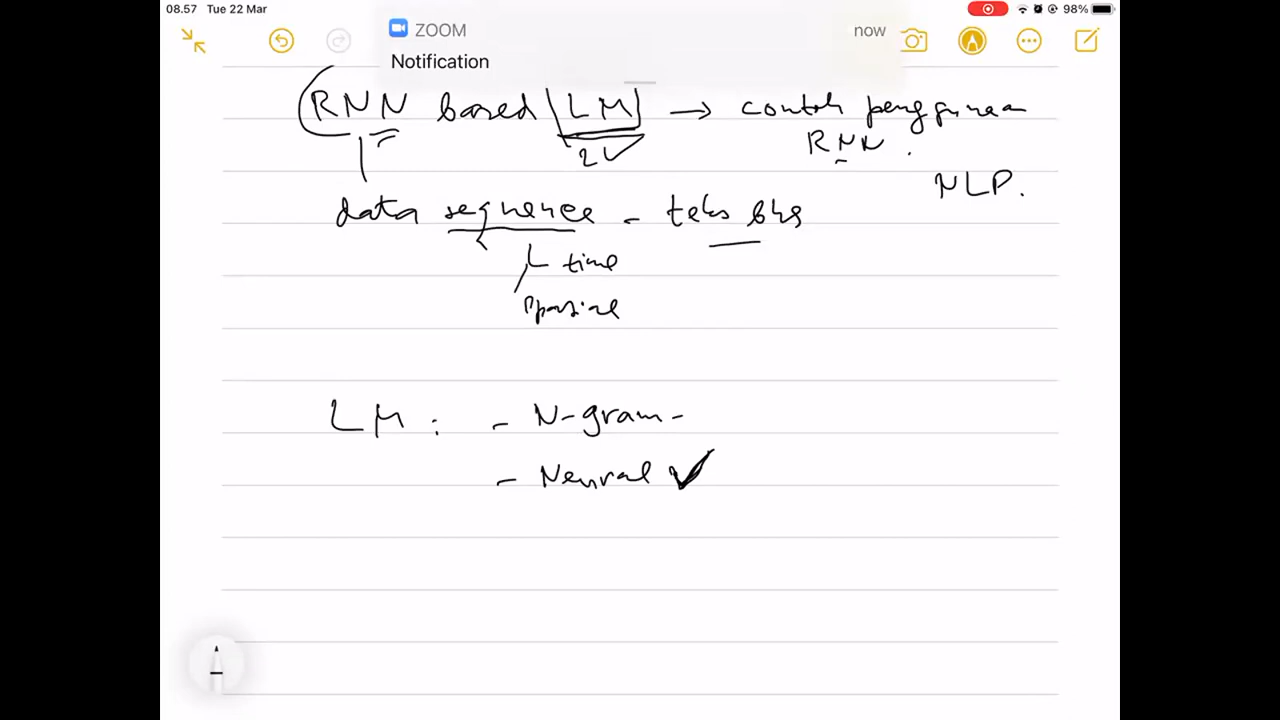 08.57 Tue 22 Mar
98%
ZOOM
now
Notification
RNN based LM → contoh penggunaan
RNN.
NLP.
data sequence - teks bhs
time
LM : - N-gram -
- Neural ✓